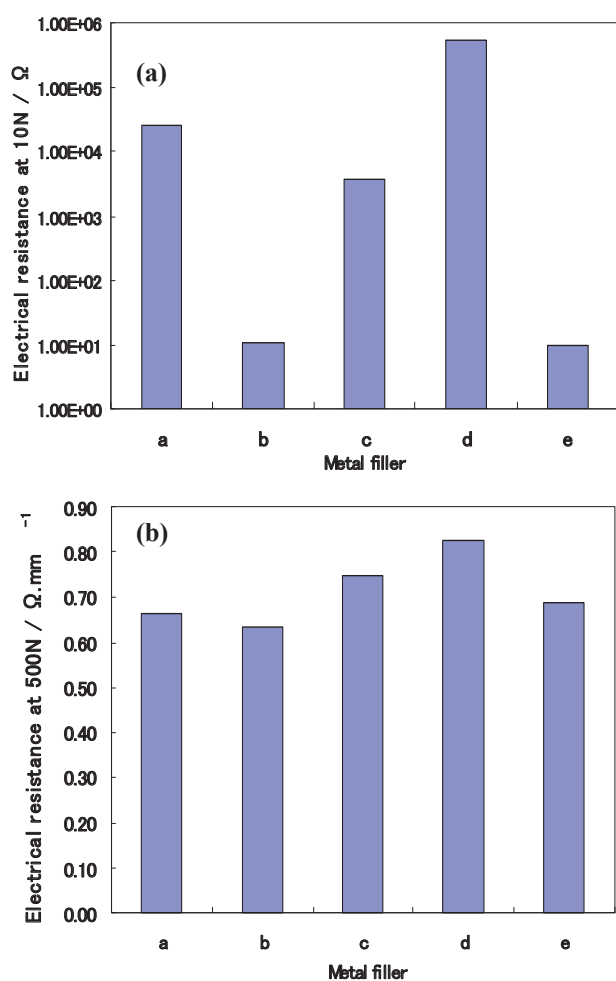 (a)
Electrical resistance at 10N / Ω
1.00E+06
1.00E+05
1.00E+04
1.00E+03
1.00E+02
1.00E+01
1.00E+00
a b c d e
Metal filler
(b)
Electrical resistance at 500N / Ω.mm ⁻¹
0.90
0.80
0.70
0.60
0.50
0.40
0.30
0.20
0.10
0.00
a b c d e
Metal filler